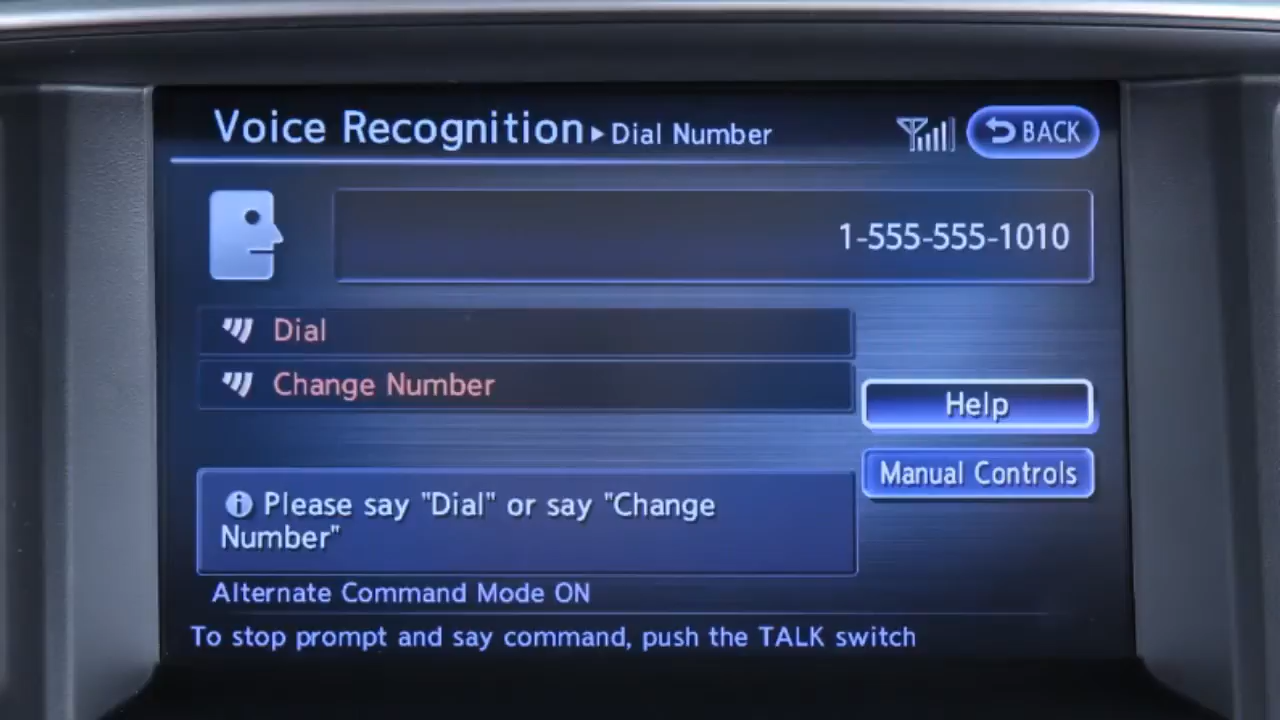 Voice Recognition ▸ Dial Number
BACK
1-555-555-1010
Dial
Change Number
Help
Manual Controls
Please say "Dial" or say "Change
Number"
Alternate Command Mode ON
To stop prompt and say command, push the TALK switch